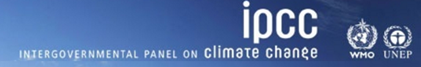 ipcc
INTERGOVERNMENTAL PANEL ON climate change
WMO UNEP